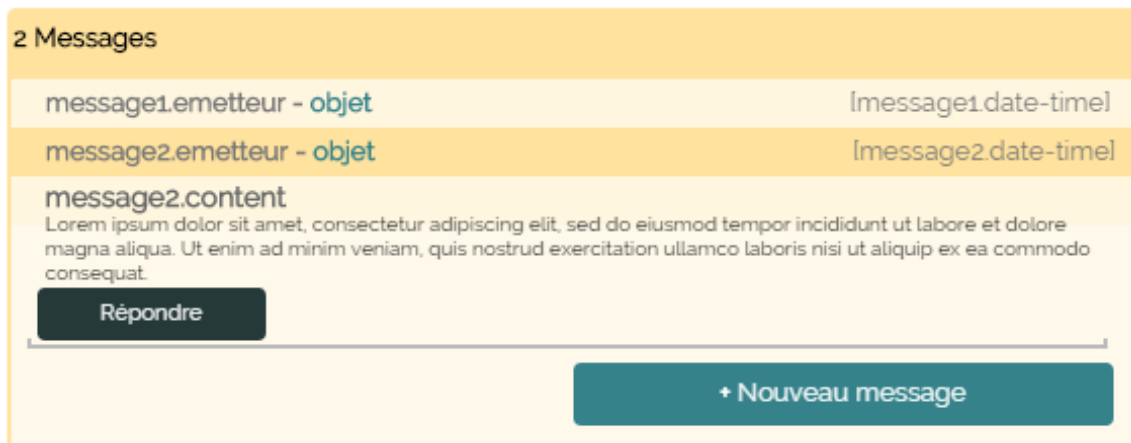 2 Messages
message1.emetteur - objet [message1.date-time]
message2.emetteur - objet [message2.date-time]
message2.content
Lorem ipsum dolor sit amet, consectetur adipiscing elit, sed do eiusmod tempor incididunt ut labore et dolore
magna aliqua. Ut enim ad minim veniam, quis nostrud exercitation ullamco laboris nisi ut aliquip ex ea commodo
consequat.
Répondre
+ Nouveau message